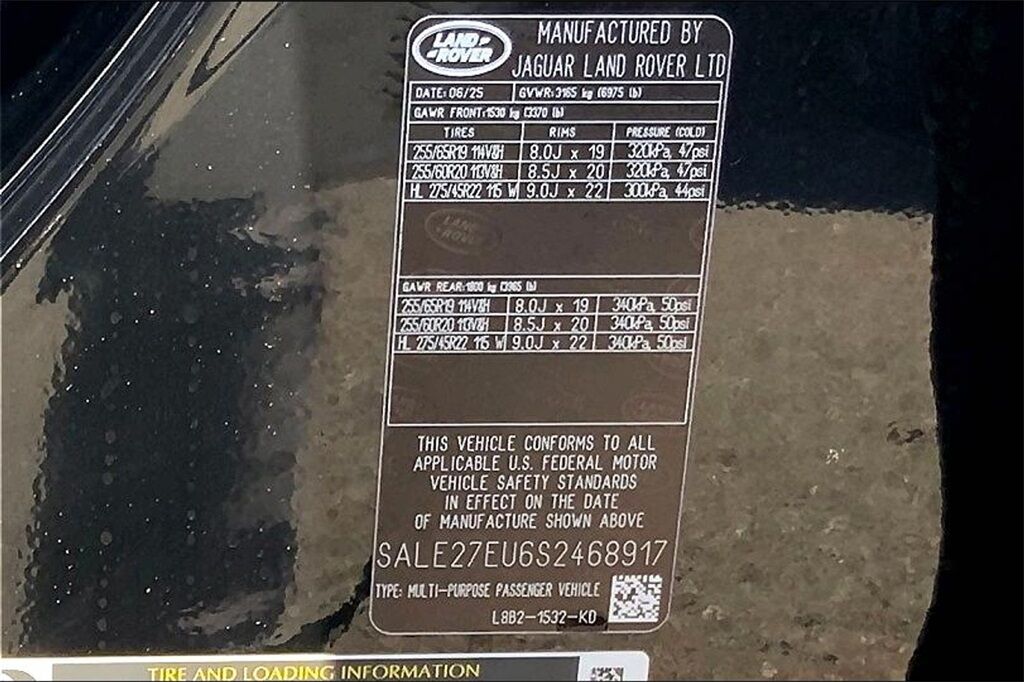 LAND ROVER
MANUFACTURED BY
JAGUAR LAND ROVER LTD
DATE: 06/25 GVWR:3165 kg (6975 lb)
GAWR FRONT:1530 kg (3370 lb)
TIRES RIMS PRESSURE (COLD)
255/65R19 114V&H 8.0J x 19 320kPa, 47psi
255/60R20 113V&H 8.5J x 20 320kPa, 47psi
HL 275/45R22 115 W 9.0J x 22 300kPa, 44psi
GAWR REAR:1800 kg (3965 lb)
255/65R19 114V&H 8.0J x 19 340kPa, 50psi
255/60R20 113V&H 8.5J x 20 340kPa, 50psi
HL 275/45R22 115 W 9.0J x 22 340kPa, 50psi
THIS VEHICLE CONFORMS TO ALL
APPLICABLE U.S. FEDERAL MOTOR
VEHICLE SAFETY STANDARDS
IN EFFECT ON THE DATE
OF MANUFACTURE SHOWN ABOVE
SALE27EU6S2468917
TYPE: MULTI-PURPOSE PASSENGER VEHICLE
L8B2-1532-KD
TIRE AND LOADING INFORMATION